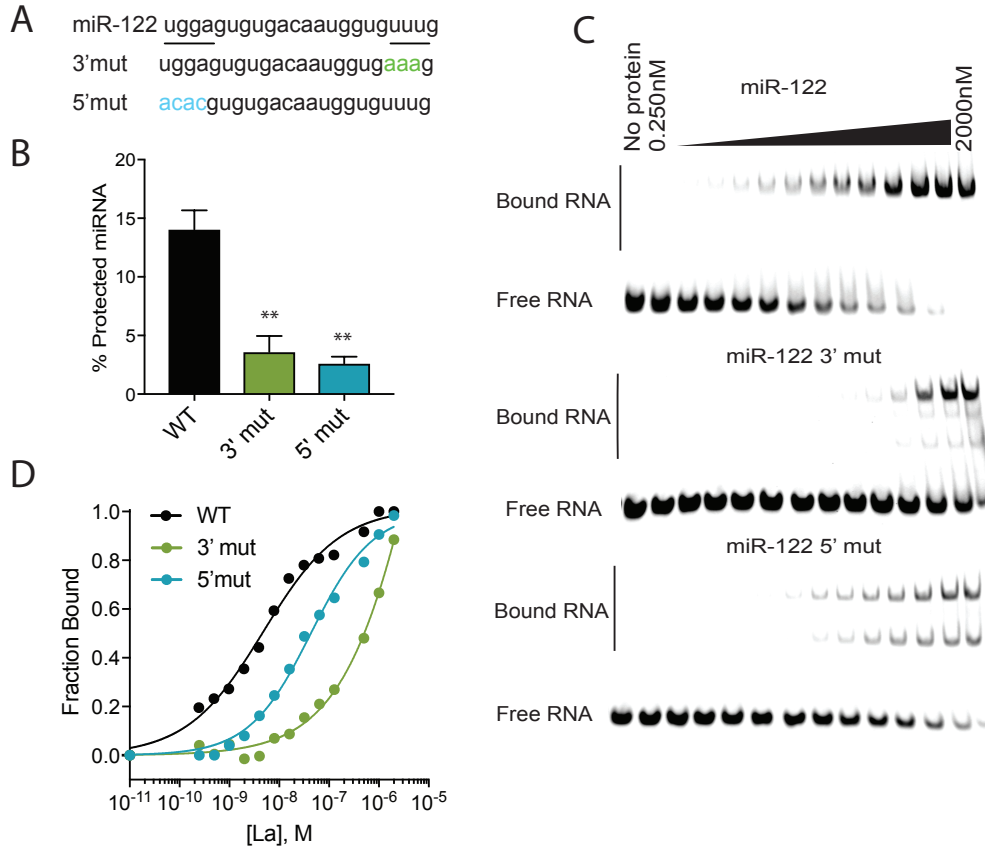 A
miR-122 uggagugugacaaugguguuug
3'mut uggagugugacaauggugaaag
5'mut acacgugugacaaugguguuug
B
% Protected miRNA
15
10
5
0
WT
3' mut
5' mut
**
**
C
No protein
0.250nM
miR-122
2000nM
Bound RNA
Free RNA
miR-122 3' mut
Bound RNA
Free RNA
miR-122 5' mut
Bound RNA
Free RNA
D
Fraction Bound
1.0
0.8
0.6
0.4
0.2
0.0
WT
3' mut
5'mut
10-11 10-10 10-9 10-8 10-7 10-6 10-5
[La], M